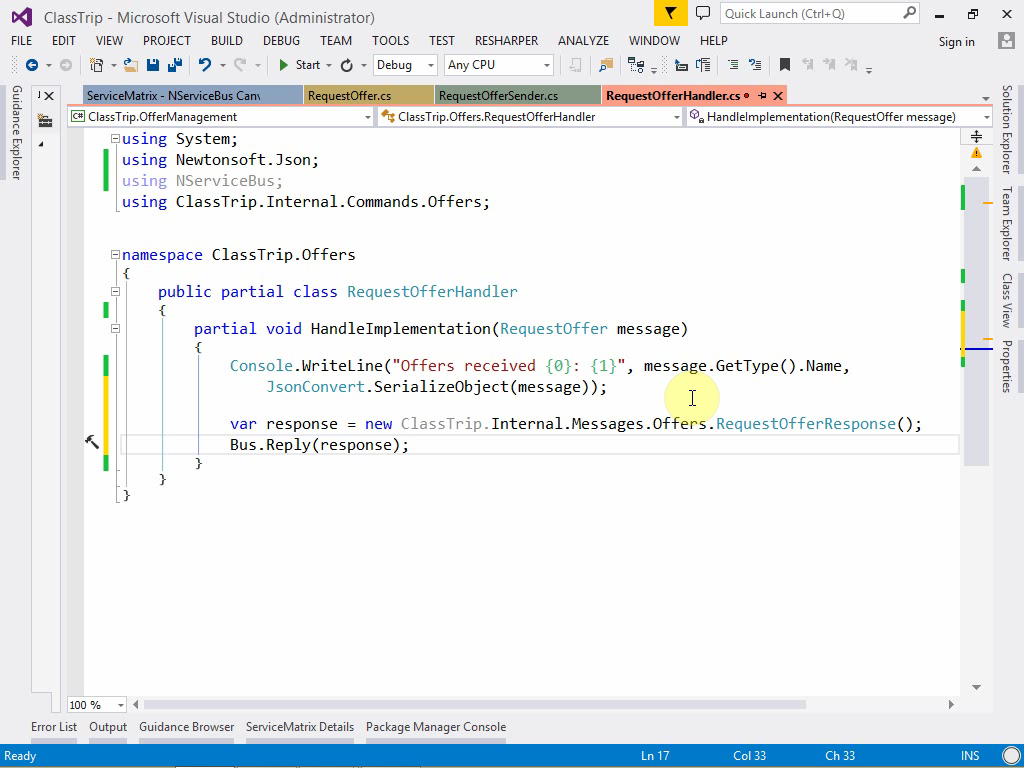 ClassTrip - Microsoft Visual Studio (Administrator)
Quick Launch (Ctrl+Q)
FILE EDIT VIEW PROJECT BUILD DEBUG TEAM TOOLS TEST RESHARPER ANALYZE WINDOW HELP Sign in
Start Debug Any CPU
Guidance Explorer
ServiceMatrix - NServiceBus Can RequestOffer.cs RequestOfferSender.cs RequestOfferHandler.cs
C# ClassTrip.OfferManagement ClassTrip.Offers.RequestOfferHandler HandleImplementation(RequestOffer message)
using System;
using Newtonsoft.Json;
using NServiceBus;
using ClassTrip.Internal.Commands.Offers;
namespace ClassTrip.Offers
{
public partial class RequestOfferHandler
{
partial void HandleImplementation(RequestOffer message)
{
Console.WriteLine("Offers received {0}: {1}", message.GetType().Name,
JsonConvert.SerializeObject(message));
var response = new ClassTrip.Internal.Messages.Offers.RequestOfferResponse();
Bus.Reply(response);
}
}
}
Solution Explorer
Team Explorer
Class View
Properties
100 %
Error List Output Guidance Browser ServiceMatrix Details Package Manager Console
Ready Ln 17 Col 33 Ch 33 INS